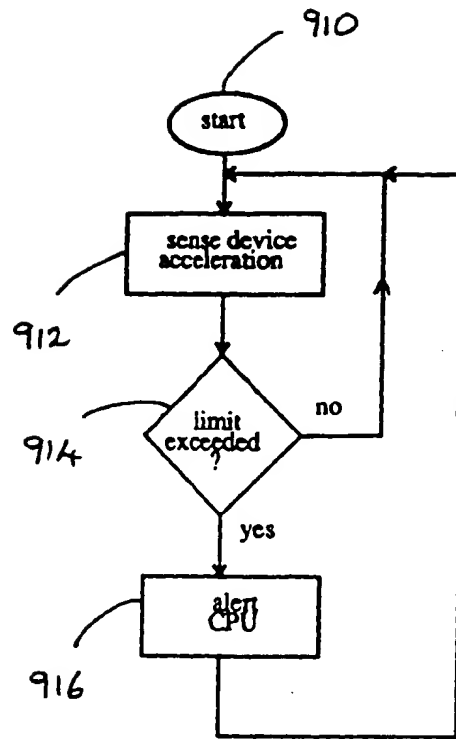 910
start
sense device
acceleration
912
limit
exceeded
?
no
914
yes
alert
CPU
916